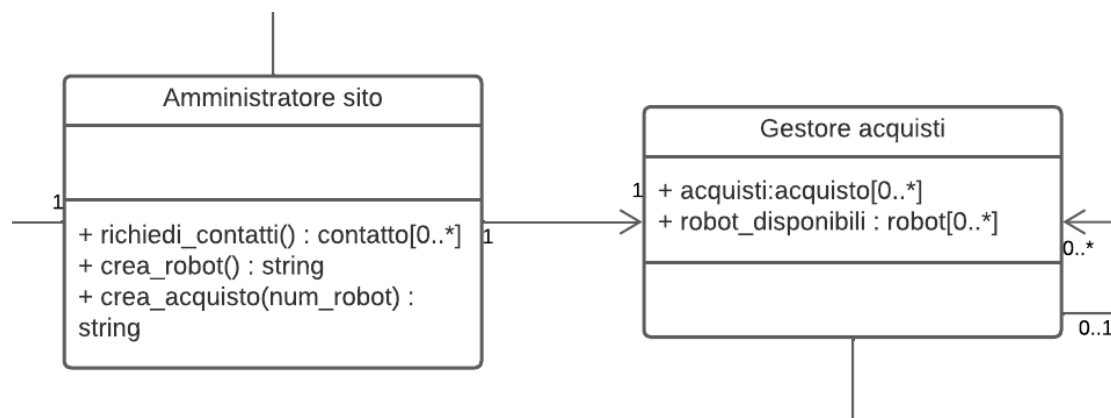 Amministratore sito
1
+ richiedi_contatti() : contatto[0..*]
+ crea_robot() : string
+ crea_acquisto(num_robot) :
string
1
Gestore acquisti
1
+ acquisti:acquisto[0..*]
+ robot_disponibili : robot[0..*]
0..*
0..1